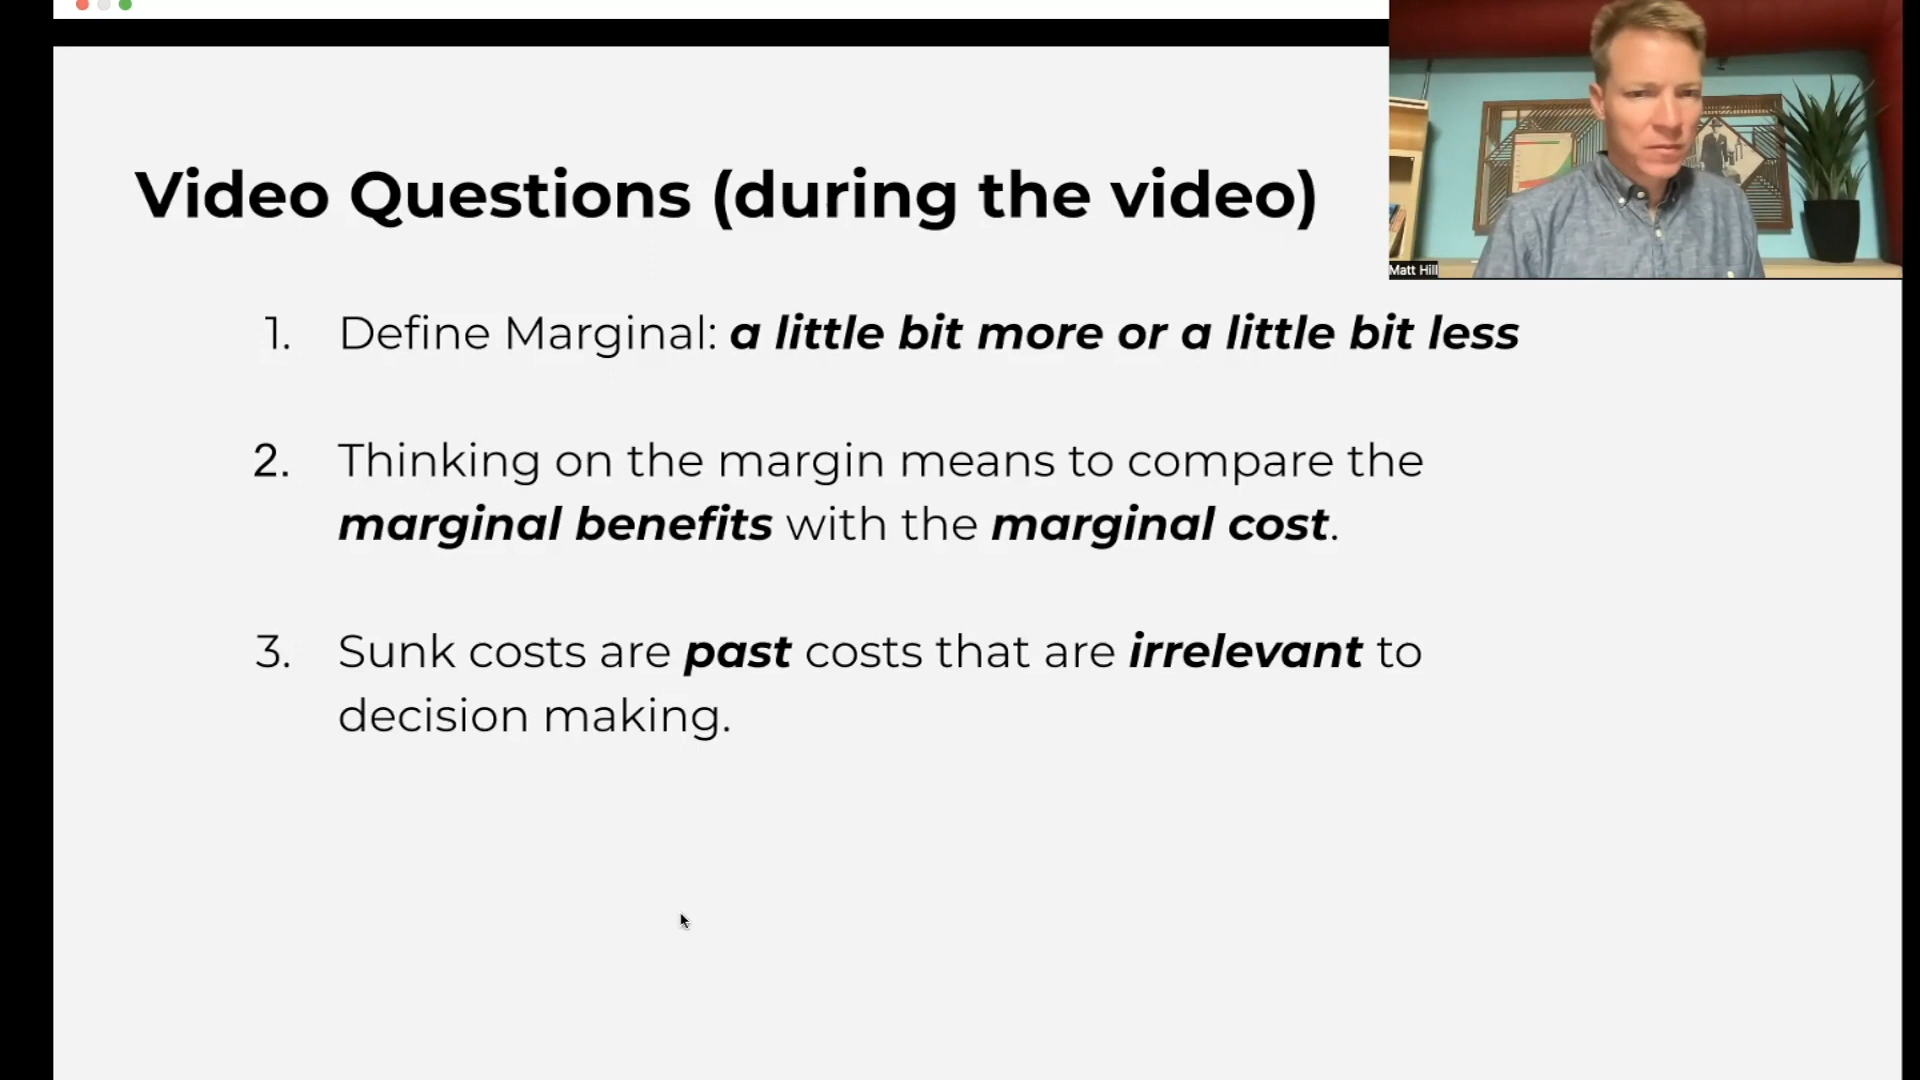 Video Questions (during the video)
Matt Hill
1. Define Marginal: a little bit more or a little bit less
2. Thinking on the margin means to compare the
marginal benefits with the marginal cost.
3. Sunk costs are past costs that are irrelevant to
decision making.